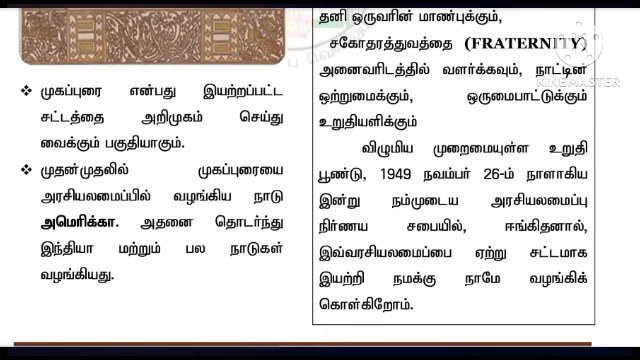 ❖ முகப்புரை என்பது இயற்றப்பட்ட
சட்டத்தை அறிமுகம் செய்து
வைக்கும் பகுதியாகும்.
❖ முதன்முதலில் முகப்புரையை
அரசியலமைப்பில் வழங்கிய நாடு
அமெரிக்கா. அதனை தொடர்ந்து
இந்தியா மற்றும் பல நாடுகள்
வழங்கியது.
தனி ஒருவரின் மாண்புக்கும்,
சகோதரத்துவத்தை (FRATERNITY)
அனைவரிடத்தில் வளர்க்கவும், நாட்டின
ஒற்றுமைக்கும், ஒருமைபாட்டுக்கும்
உறுதியளிக்கும்
விழுமிய முறைமையுள்ள உறுதி
பூண்டு, 1949 நவம்பர் 26-ம் நாளாகிய
இன்று நம்முடைய அரசியலமைப்பு
நிர்ணய சபையில், ஈங்கிதனால்,
இவ்வரசியலமைப்பை ஏற்று சட்டமாக
இயற்றி நமக்கு நாமே வழங்கிக்
கொள்கிறோம்.
KINEMASTER